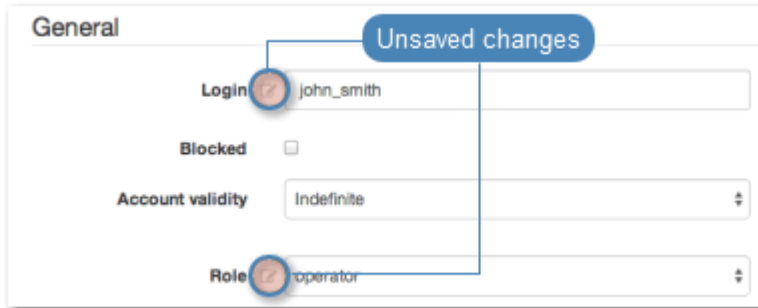 General
Unsaved changes
Login john_smith
Blocked
Account validity Indefinite
Role operator